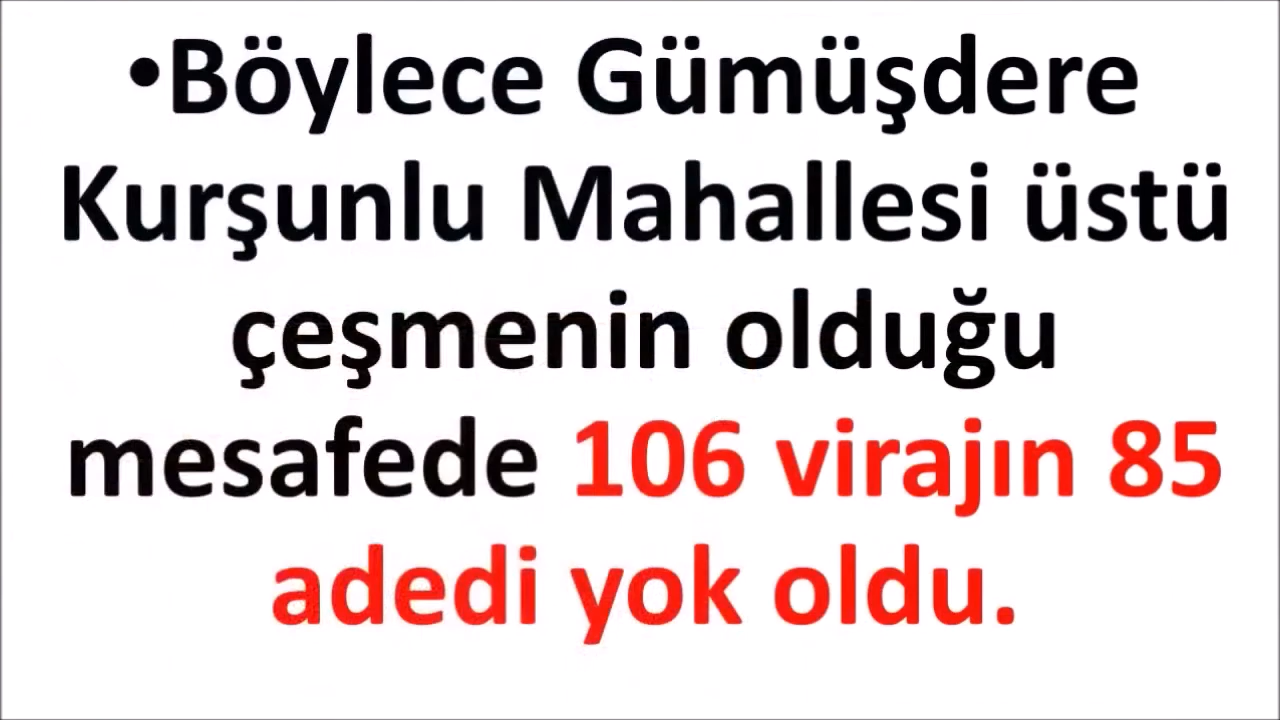 •Böylece Gümüşdere
Kurşunlu Mahallesi üstü
çeşmenin olduğu
mesafede 106 virajın 85
adedi yok oldu.